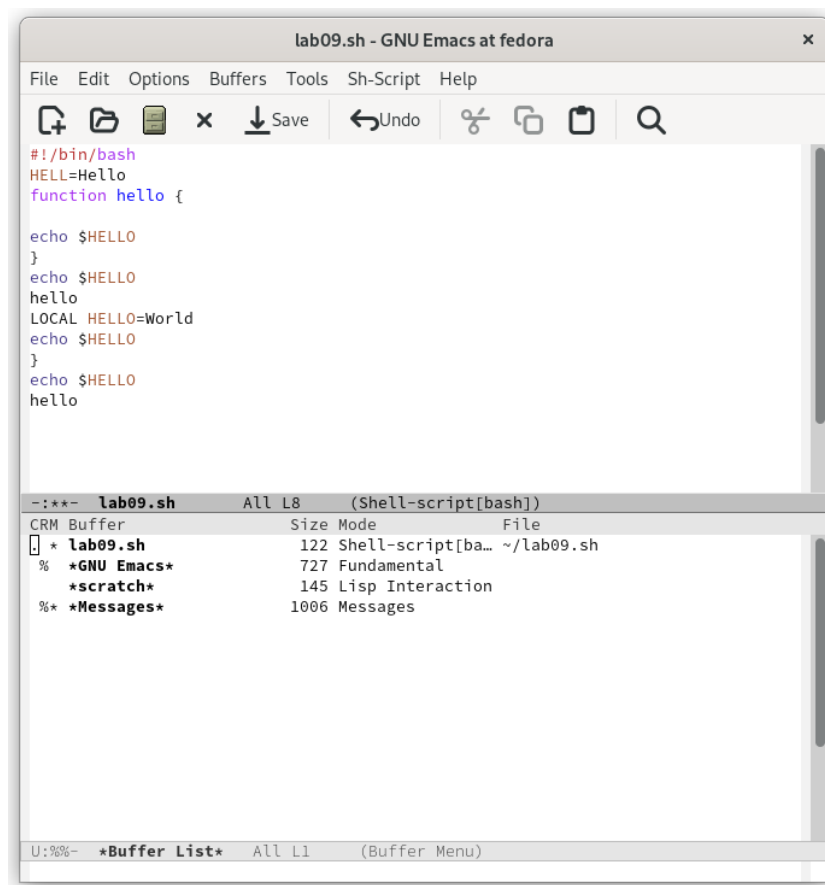 lab09.sh - GNU Emacs at fedora ×
File Edit Options Buffers Tools Sh-Script Help
Save Undo
#!/bin/bash
HELL=Hello
function hello {
echo $HELLO
}
echo $HELLO
hello
LOCAL HELLO=World
echo $HELLO
}
echo $HELLO
hello
-:**- lab09.sh All L8 (Shell-script[bash])
CRM Buffer Size Mode File
. * lab09.sh 122 Shell-script[ba… ~/lab09.sh
% *GNU Emacs* 727 Fundamental
*scratch* 145 Lisp Interaction
%* *Messages* 1006 Messages
U:%%- *Buffer List* All L1 (Buffer Menu)